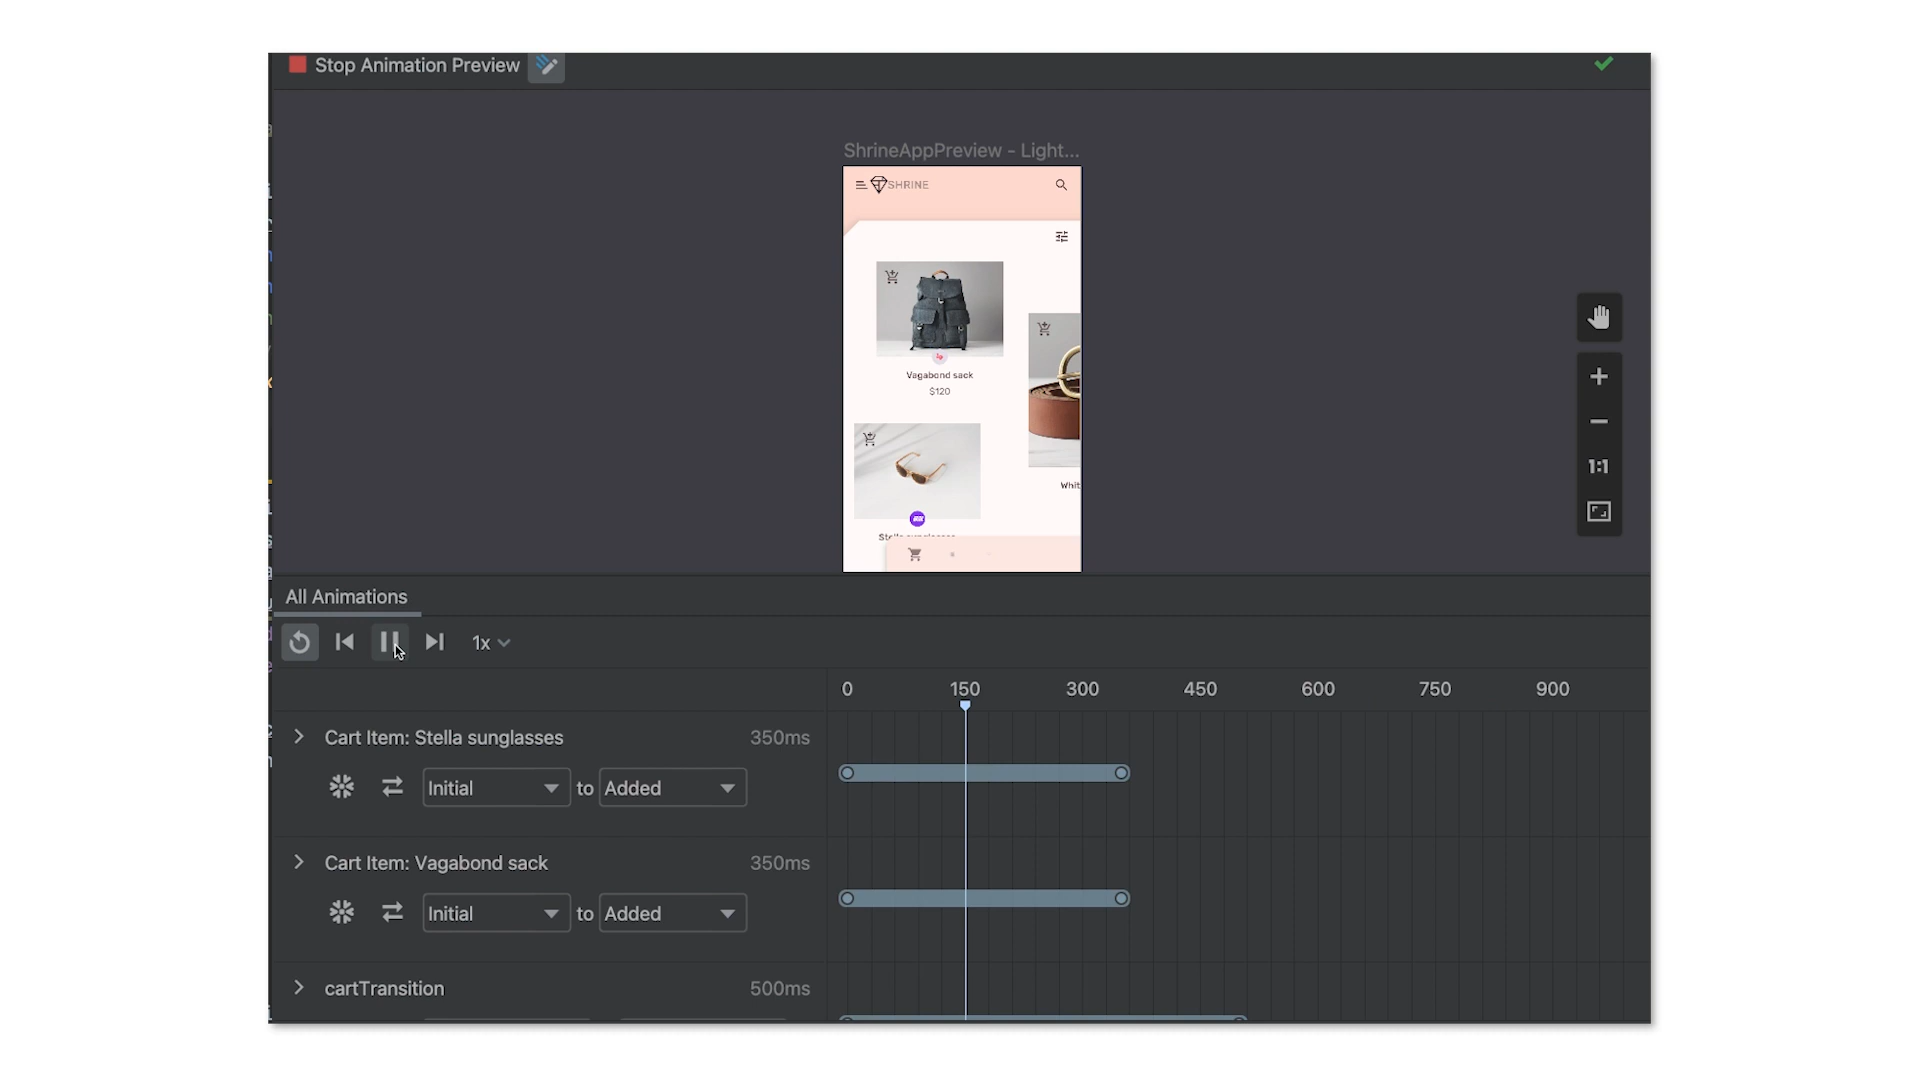 Stop Animation Preview
ShrineAppPreview - Light...
SHRINE
Vagabond sack
$120
Whit
Stella sunglasses
1:1
All Animations
1x
0 150 300 450 600 750 900
Cart Item: Stella sunglasses 350ms
Initial to Added
Cart Item: Vagabond sack 350ms
Initial to Added
cartTransition 500ms